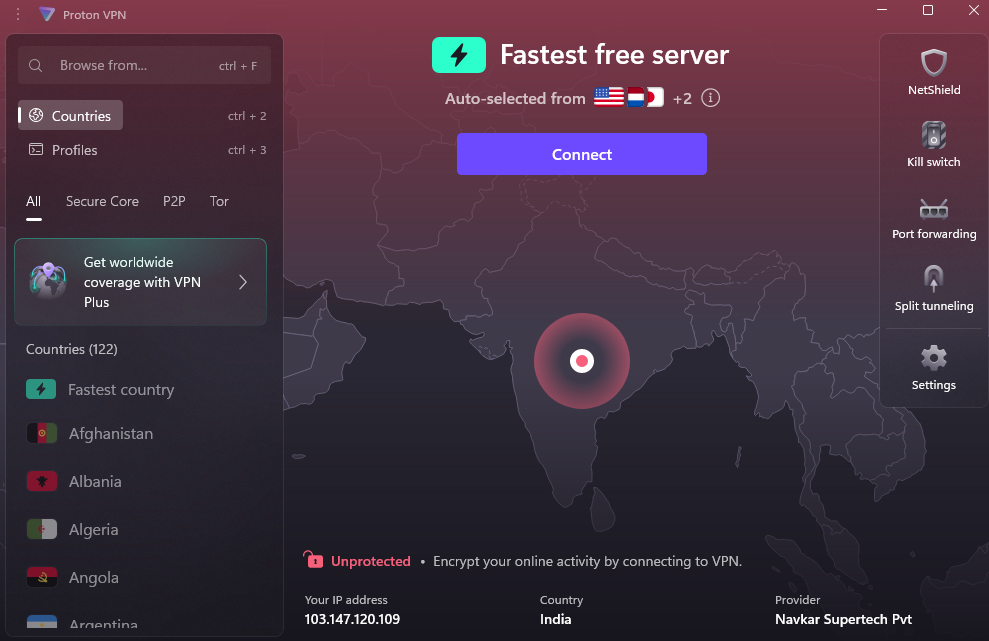 Proton VPN
Browse from...
ctrl + F
Countries
ctrl + 2
Profiles
ctrl + 3
All
Secure Core
P2P
Tor
Get worldwide
coverage with VPN
Plus
Countries (122)
Fastest country
Afghanistan
Albania
Algeria
Angola
Argentina
Fastest free server
Auto-selected from
+2
Connect
Unprotected • Encrypt your online activity by connecting to VPN.
Your IP address
103.147.120.109
Country
India
Provider
Navkar Supertech Pvt
NetShield
Kill switch
Port forwarding
Split tunneling
Settings